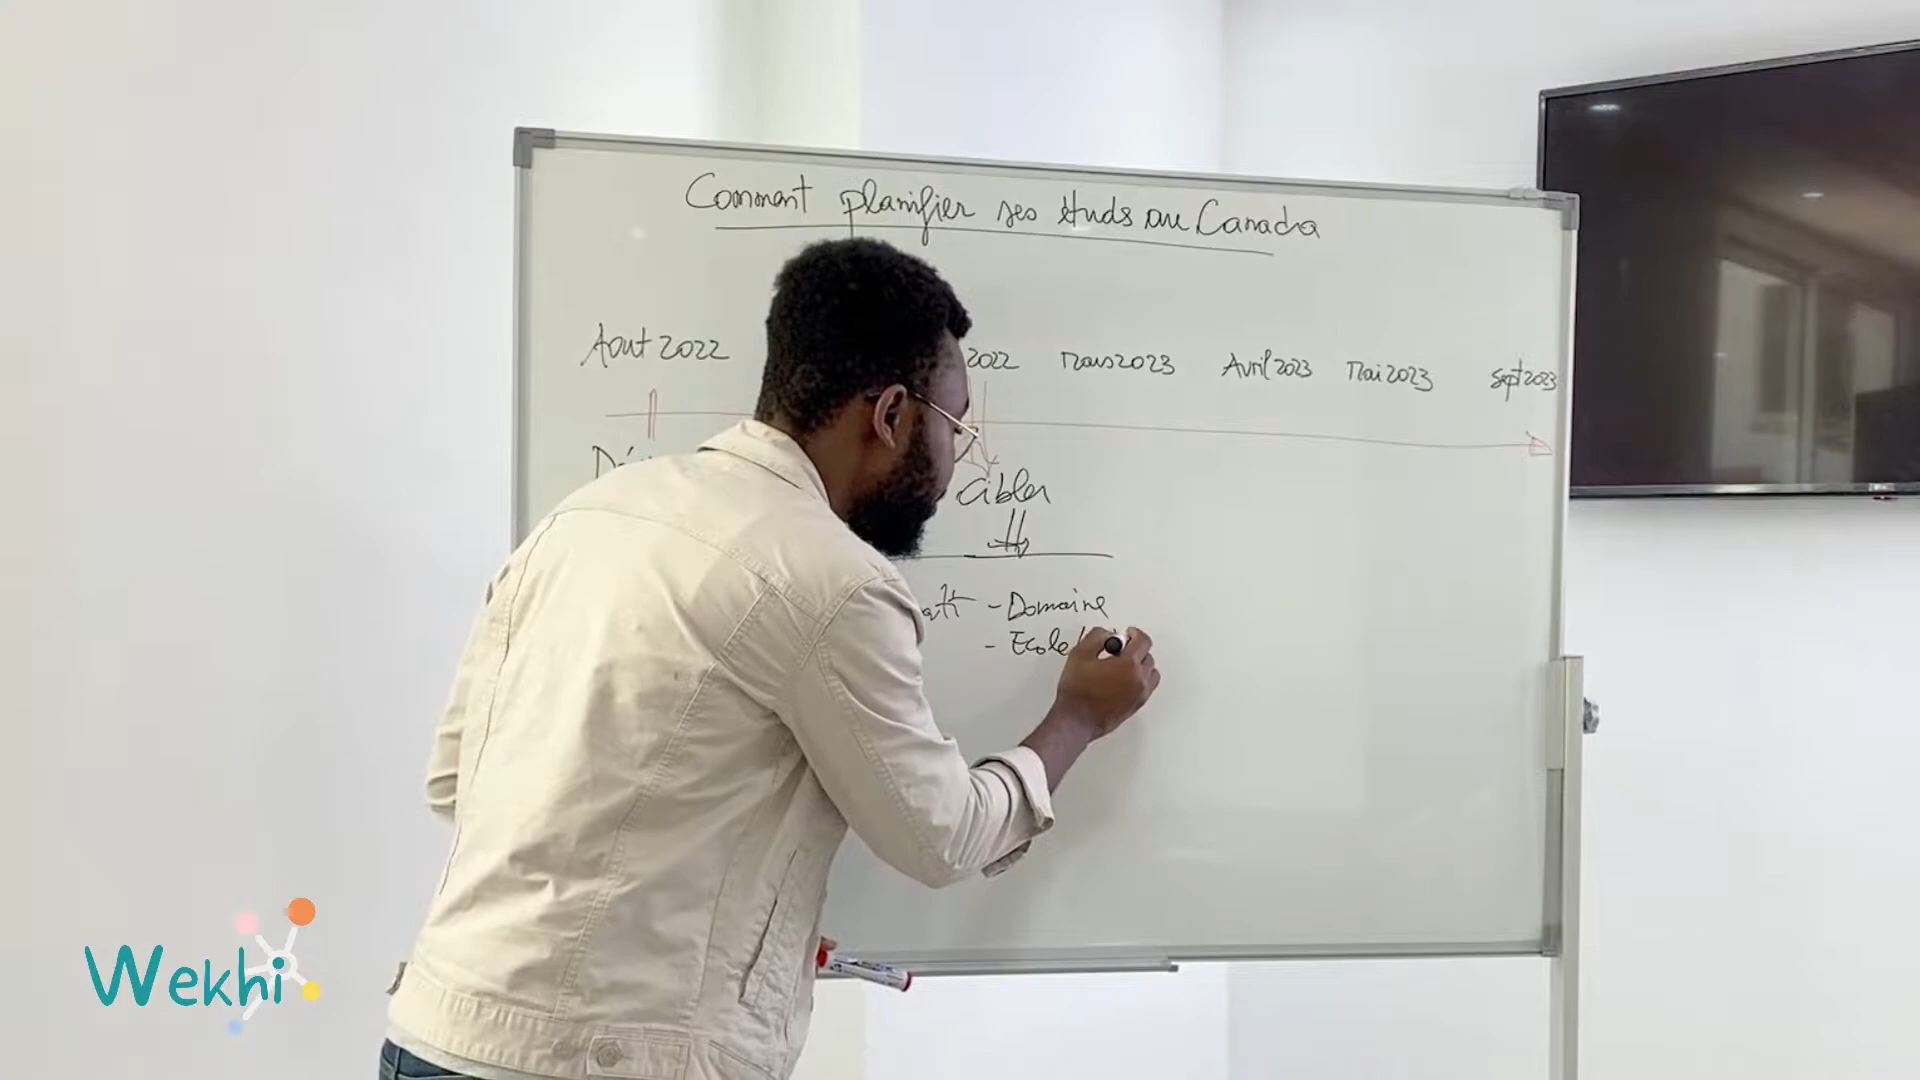 Comment planifier ses études au Canada
Aout 2022
2022
Mars 2023
Avril 2023
Mai 2023
Sept 2023
Cibler
- Domaine
- Ecole
Wekhi